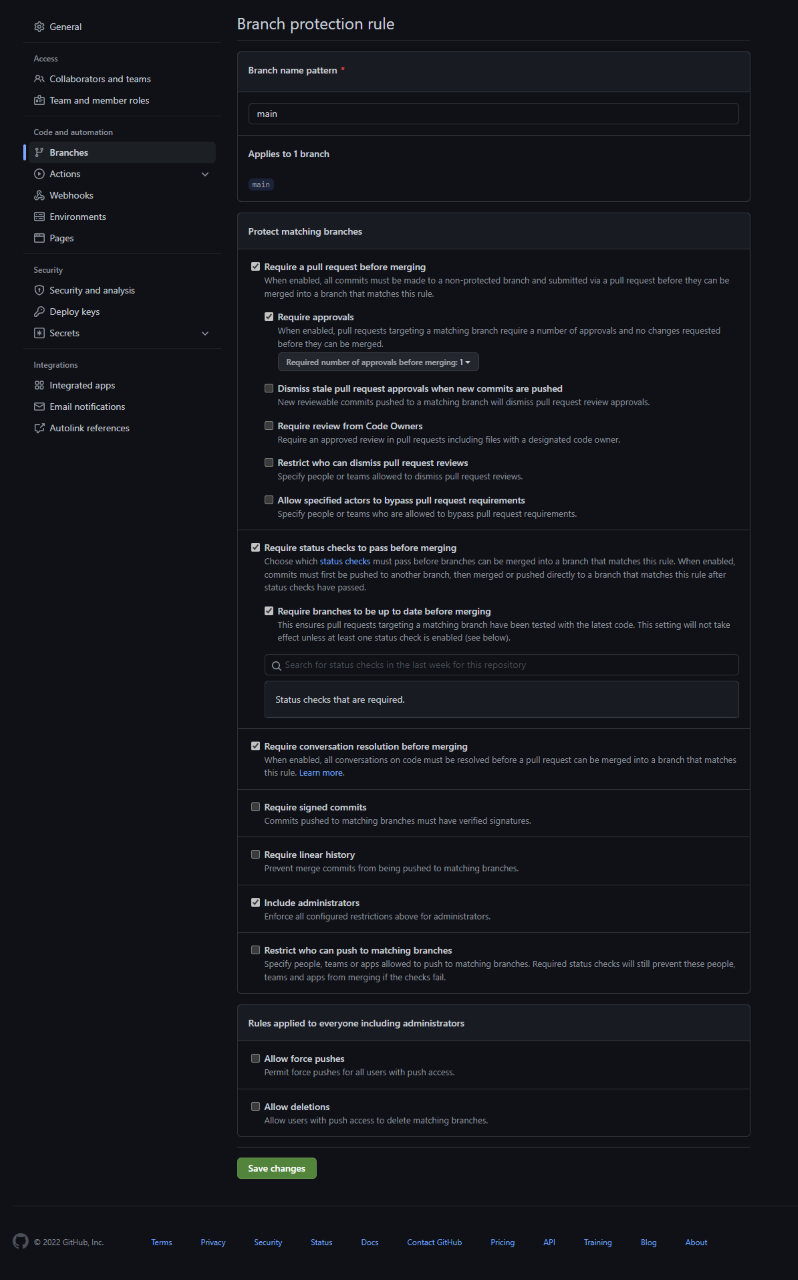 General
Access
Collaborators and teams
Team and member roles
Code and automation
Branches
Actions
Webhooks
Environments
Pages
Security
Security and analysis
Deploy keys
Secrets
Integrations
Integrated apps
Email notifications
Autolink references
Branch protection rule
Branch name pattern *
main
Applies to 1 branch
main
Protect matching branches
Require a pull request before merging
When enabled, all commits must be made to a non-protected branch and submitted via a pull request before they can be
merged into a branch that matches this rule.
Require approvals
When enabled, pull requests targeting a matching branch require a number of approvals and no changes requested
before they can be merged.
Required number of approvals before merging: 1
Dismiss stale pull request approvals when new commits are pushed
New reviewable commits pushed to a matching branch will dismiss pull request review approvals.
Require review from Code Owners
Require an approved review in pull requests including files with a designated code owner.
Restrict who can dismiss pull request reviews
Specify people or teams allowed to dismiss pull request reviews.
Allow specified actors to bypass pull request requirements
Specify people or teams who are allowed to bypass pull request requirements.
Require status checks to pass before merging
Choose which status checks must pass before branches can be merged into a branch that matches this rule. When enabled,
commits must first be pushed to another branch, then merged or pushed directly to a branch that matches this rule after
status checks have passed.
Require branches to be up to date before merging
This ensures pull requests targeting a matching branch have been tested with the latest code. This setting will not take
effect unless at least one status check is enabled (see below).
Search for status checks in the last week for this repository
Status checks that are required.
Require conversation resolution before merging
When enabled, all conversations on code must be resolved before a pull request can be merged into a branch that matches
this rule. Learn more.
Require signed commits
Commits pushed to matching branches must have verified signatures.
Require linear history
Prevent merge commits from being pushed to matching branches.
Include administrators
Enforce all configured restrictions above for administrators.
Restrict who can push to matching branches
Specify people, teams or apps allowed to push to matching branches. Required status checks will still prevent these people,
teams and apps from merging if the checks fail.
Rules applied to everyone including administrators
Allow force pushes
Permit force pushes for all users with push access.
Allow deletions
Allow users with push access to delete matching branches.
Save changes
© 2022 GitHub, Inc. Terms Privacy Security Status Docs Contact GitHub Pricing API Training Blog About